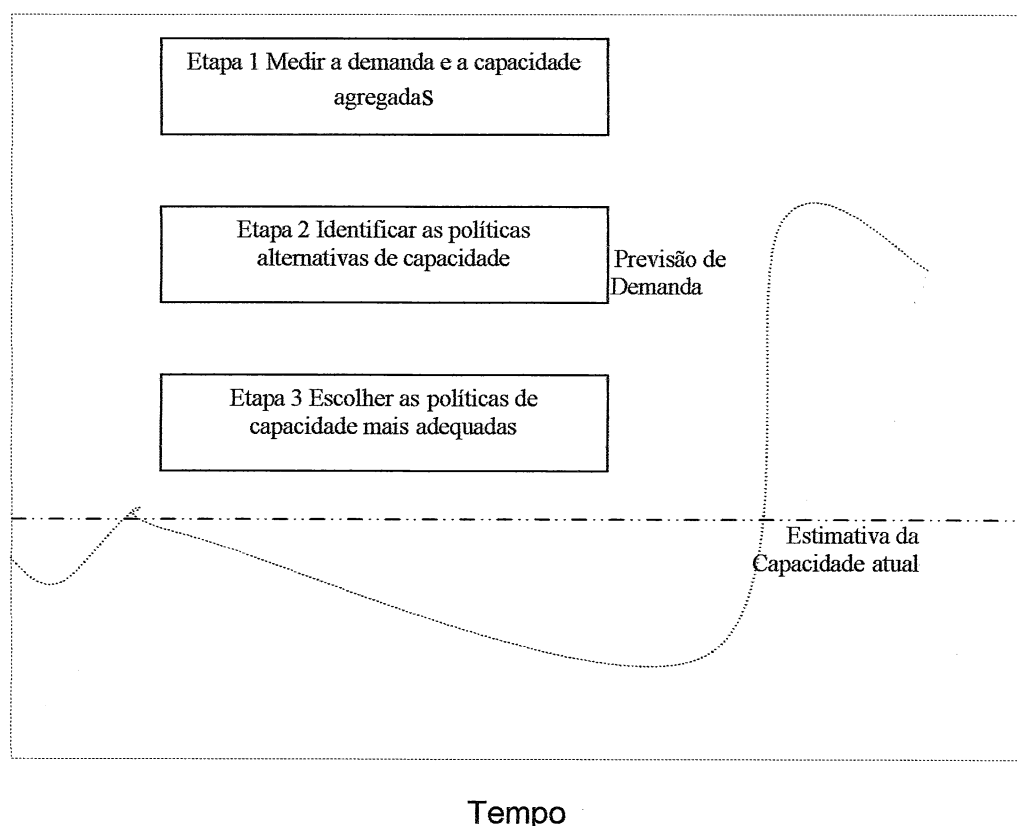 Etapa 1 Medir a demanda e a capacidade
agregadas
Etapa 2 Identificar as políticas
alternativas de capacidade
Previsão de
Demanda
Etapa 3 Escolher as políticas de
capacidade mais adequadas
Estimativa da
Capacidade atual
Tempo